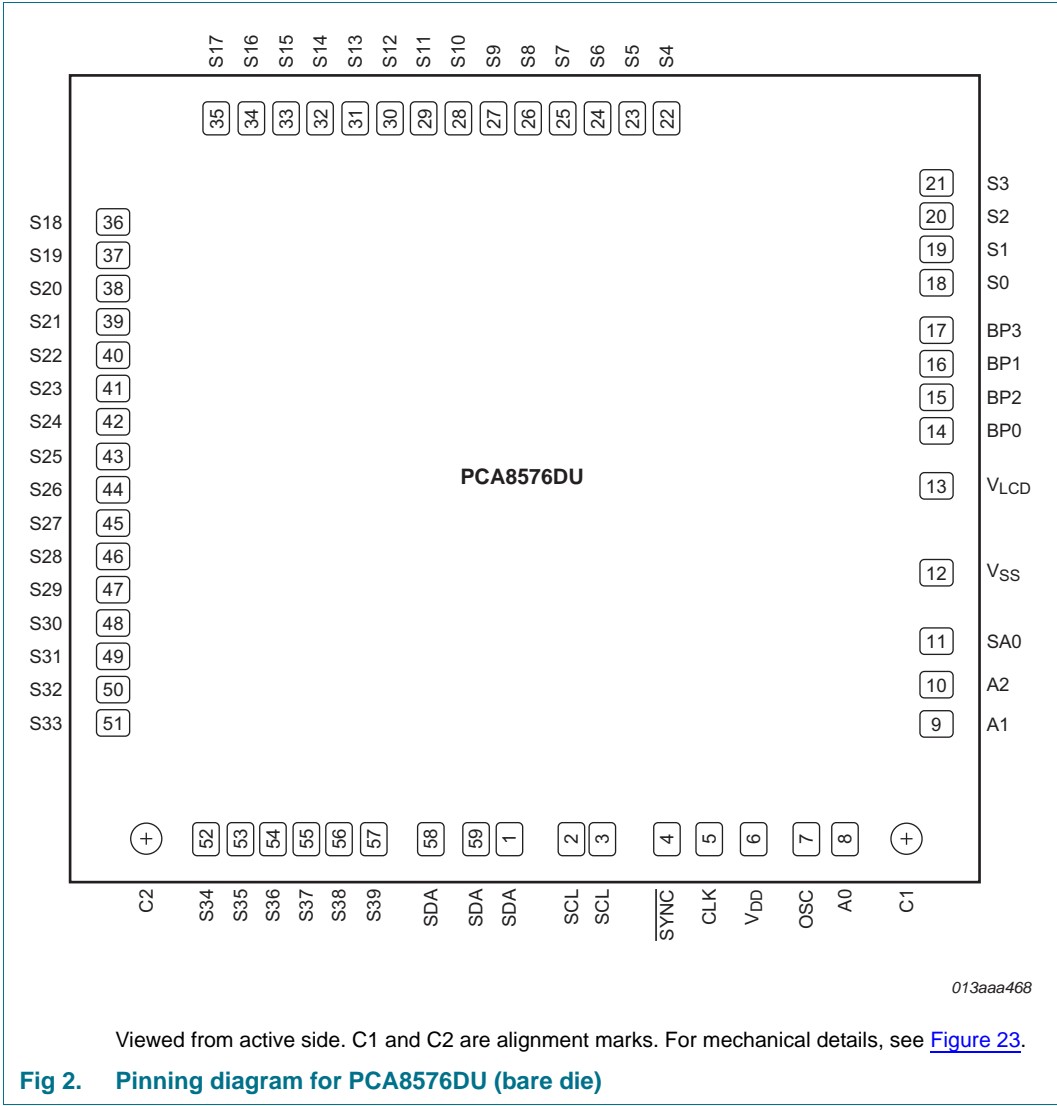 S17 S16 S15 S14 S13 S12 S11 S10 S9 S8 S7 S6 S5 S4
35 34 33 32 31 30 29 28 27 26 25 24 23 22
21 S3
20 S2
S18 36
19 S1
S19 37
18 S0
S20 38
S21 39
17 BP3
S22 40
16 BP1
S23 41
15 BP2
S24 42
14 BP0
S25 43
PCA8576DU
S26 44
13 VLCD
S27 45
S28 46
12 VSS
S29 47
S30 48
11 SA0
S31 49
S32 50
10 A2
S33 51
9 A1
52 53 54 55 56 57 58 59 1 2 3 4 5 6 7 8
C2 S34 S35 S36 S37 S38 S39 SDA SDA SDA SCL SCL SYNC CLK VDD OSC A0 C1
013aaa468
Viewed from active side. C1 and C2 are alignment marks. For mechanical details, see Figure 23.
Fig 2. Pinning diagram for PCA8576DU (bare die)